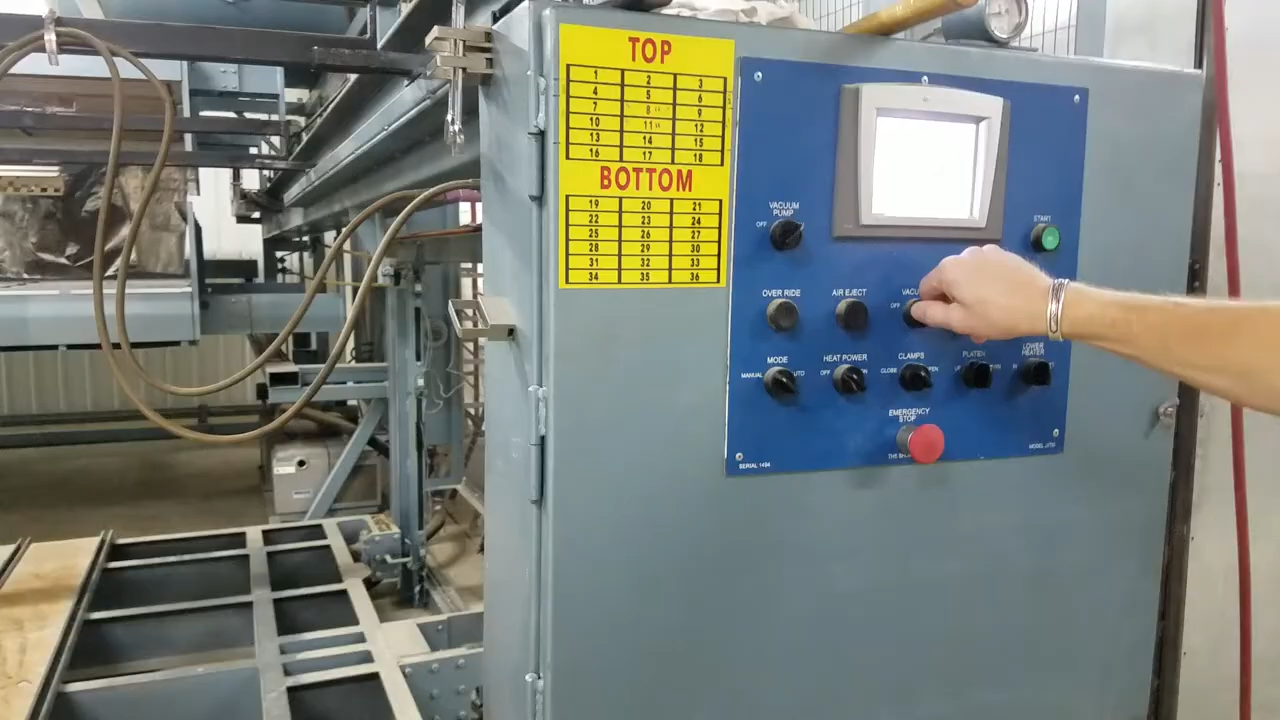 TOP
1 2 3
4 5 6
7 8 9
10 11 12
13 14 15
16 17 18
BOTTOM
19 20 21
22 23 24
25 26 27
28 29 30
31 32 33
34 35 36
VACUUM
PUMP
OFF
START
OVER RIDE
AIR EJECT
OFF
MODE
MANUAL
HEAT POWER
OFF
CLAMPS
CLOSE
PLATEN
LOWER
HEATER
EMERGENCY
STOP
SERIAL 1494
MODEL